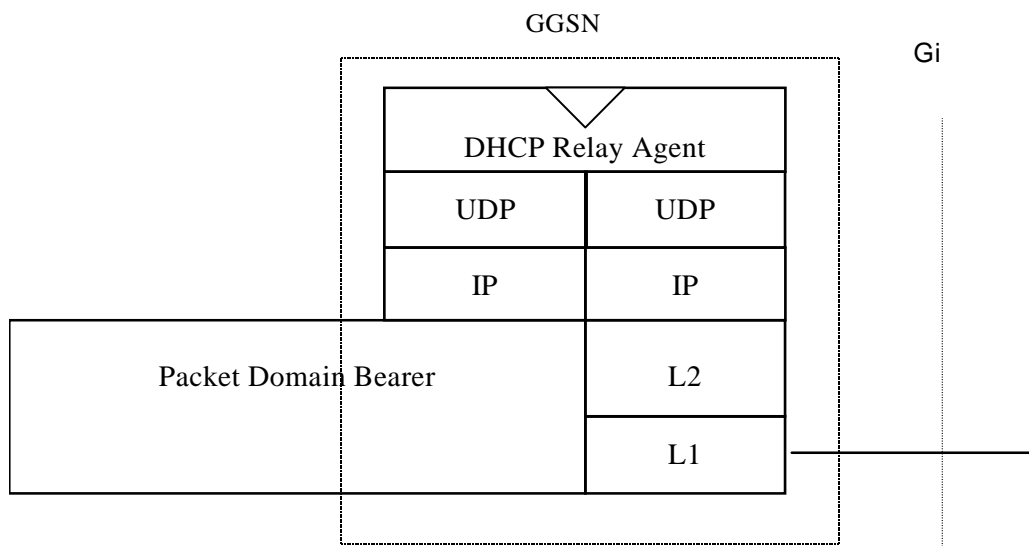 GGSN
Gi
DHCP Relay Agent
UDP UDP
IP IP
Packet Domain Bearer L2
L1